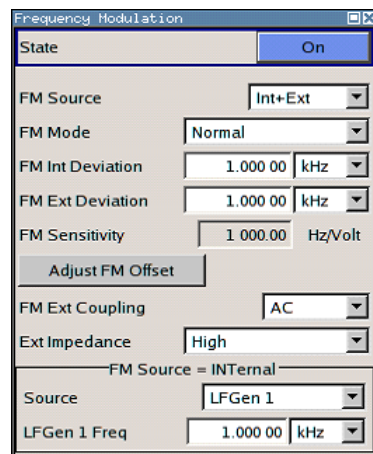 Frequency Modulation
State On
FM Source Int+Ext
FM Mode Normal
FM Int Deviation 1.000 00 kHz
FM Ext Deviation 1.000 00 kHz
FM Sensitivity 1 000.00 Hz/Volt
Adjust FM Offset
FM Ext Coupling AC
Ext Impedance High
FM Source = INTernal
Source LFGen 1
LFGen 1 Freq 1.000 00 kHz